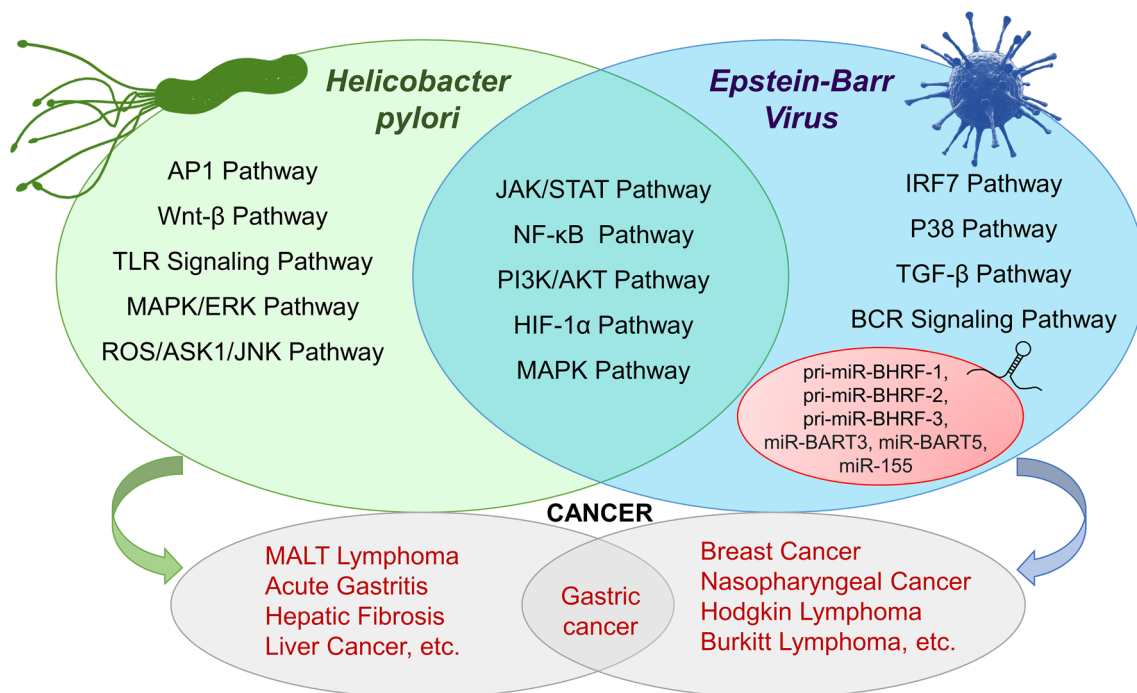 Helicobacter
pylori
AP1 Pathway
Wnt-β Pathway
TLR Signaling Pathway
MAPK/ERK Pathway
ROS/ASK1/JNK Pathway
JAK/STAT Pathway
NF-κB Pathway
PI3K/AKT Pathway
HIF-1α Pathway
MAPK Pathway
Epstein-Barr
Virus
IRF7 Pathway
P38 Pathway
TGF-β Pathway
BCR Signaling Pathway
pri-miR-BHRF-1,
pri-miR-BHRF-2,
pri-miR-BHRF-3,
miR-BART3, miR-BART5,
miR-155
CANCER
MALT Lymphoma
Acute Gastritis
Hepatic Fibrosis
Liver Cancer, etc.
Gastric
cancer
Breast Cancer
Nasopharyngeal Cancer
Hodgkin Lymphoma
Burkitt Lymphoma, etc.